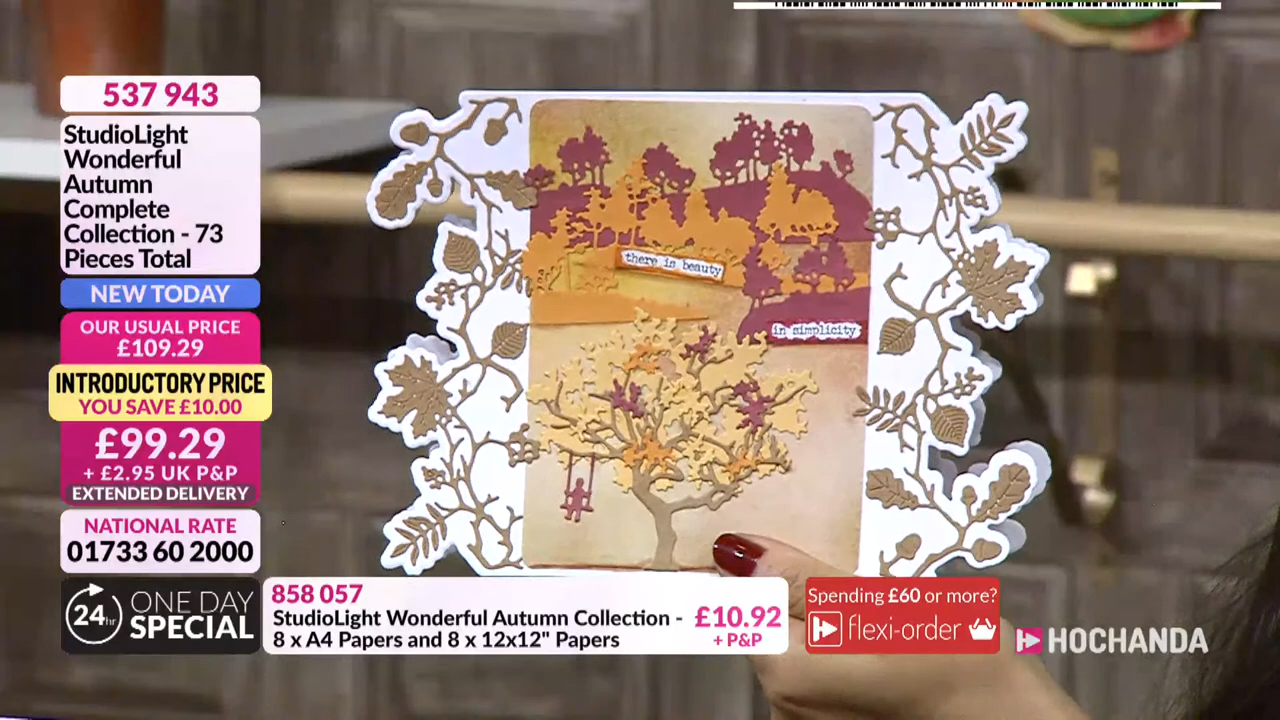 537 943
StudioLight
Wonderful
Autumn
Complete
Collection - 73
Pieces Total
NEW TODAY
OUR USUAL PRICE
£109.29
INTRODUCTORY PRICE
YOU SAVE £10.00
£99.29
+ £2.95 UK P&P
EXTENDED DELIVERY
NATIONAL RATE
01733 60 2000
there is beauty
in simplicity
24hr ONE DAY
SPECIAL
858 057
StudioLight Wonderful Autumn Collection -
8 x A4 Papers and 8 x 12x12" Papers
£10.92
+ P&P
Spending £60 or more?
flexi-order
HOCHANDA